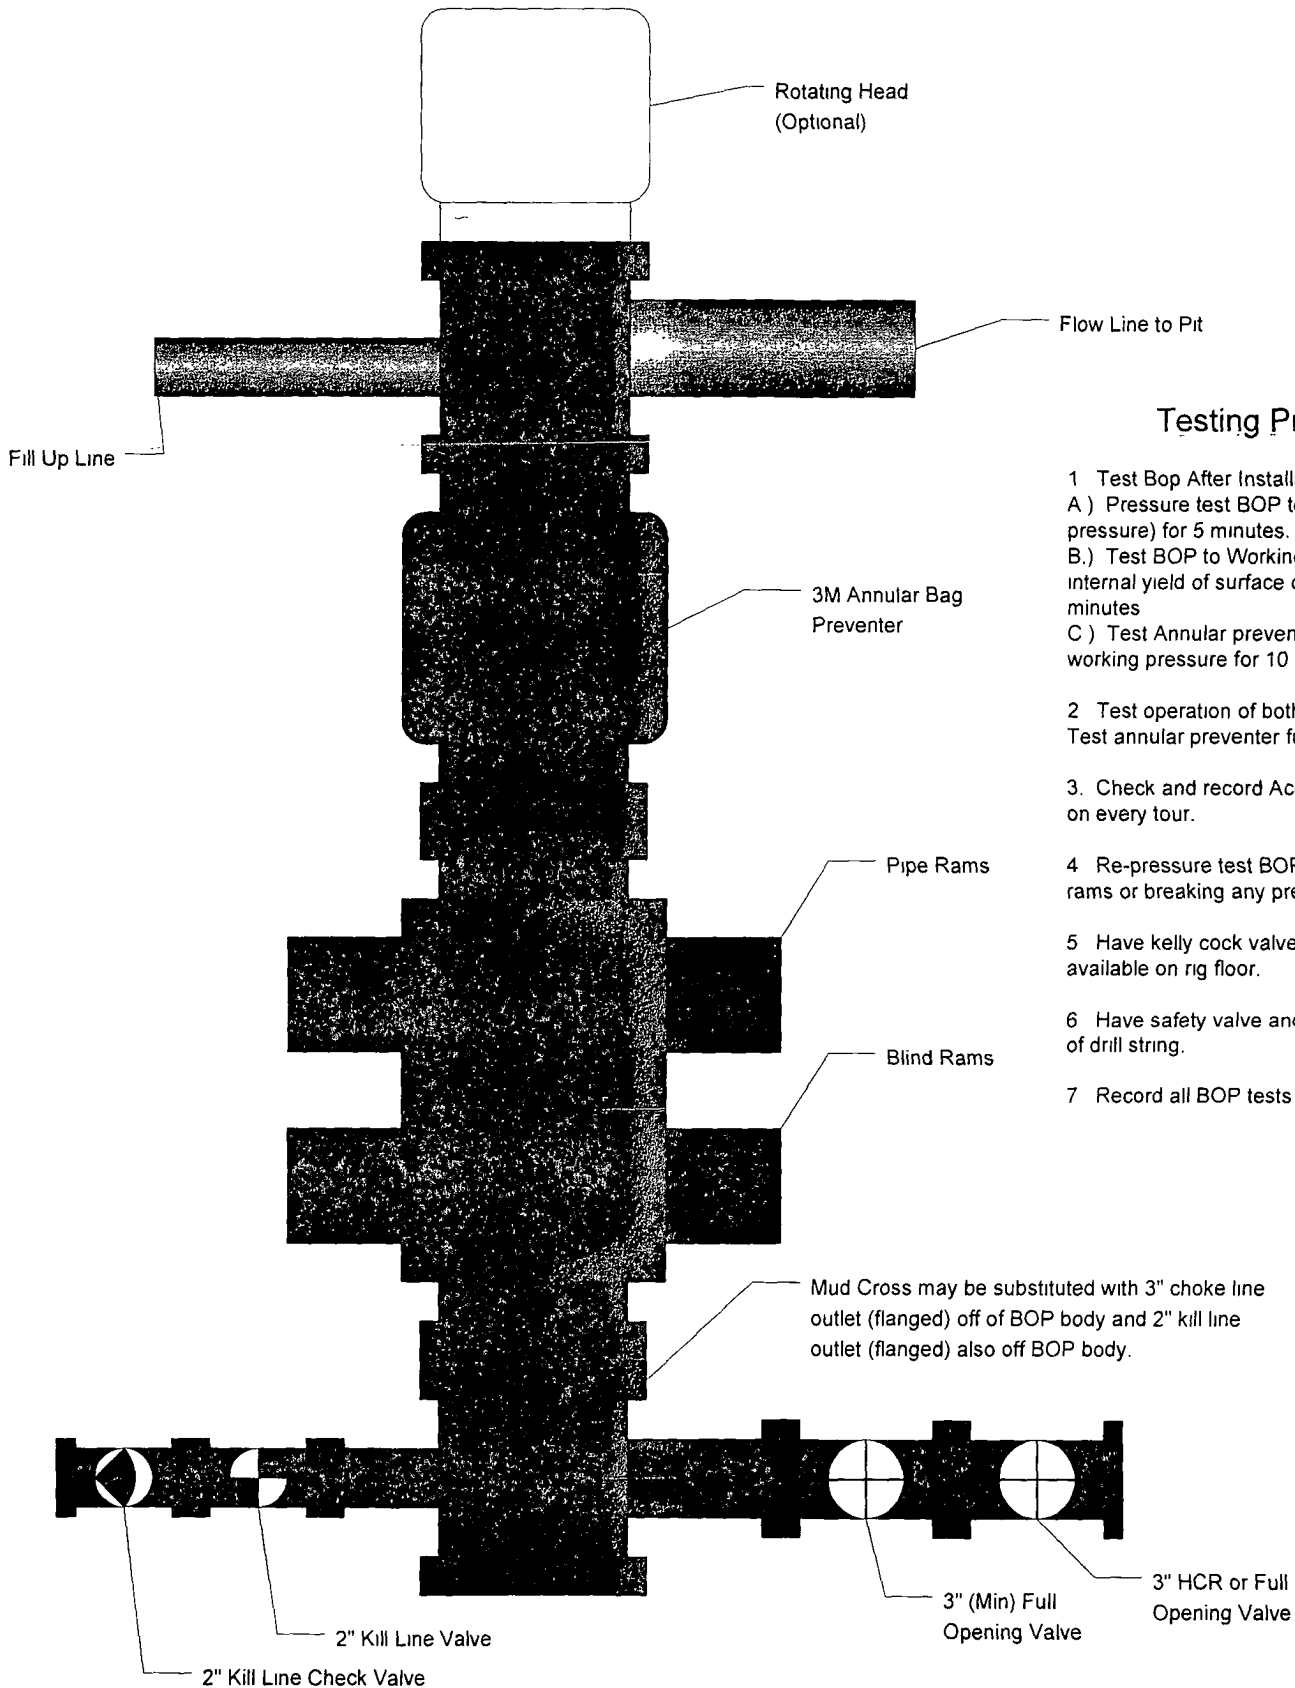 Rotating Head
(Optional)
Flow Line to Pit
Fill Up Line
Testing
1 Test Bop After
A ) Pressure test BOP
pressure) for 5 minutes.
B.) Test BOP to
internal yield of surface
minutes
C ) Test Annular
working pressure for 10
2 Test operation of both
Test annular preventer
3. Check and record
on every tour.
4 Re-pressure test BOP
rams or breaking any
5 Have kelly cock valve
available on rig floor.
6 Have safety valve
of drill string.
7 Record all BOP tests
3M Annular Bag
Preventer
Pipe Rams
Blind Rams
Mud Cross may be substituted with 3" choke line
outlet (flanged) off of BOP body and 2" kill line
outlet (flanged) also off BOP body.
3" HCR or Full
Opening Valve
3" (Min) Full
Opening Valve
2" Kill Line Valve
2" Kill Line Check Valve